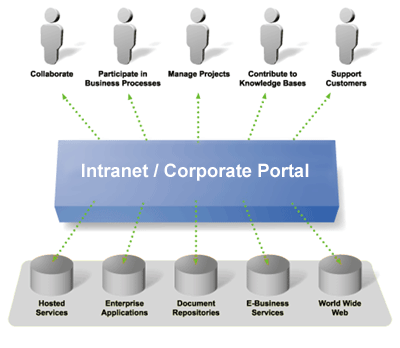 Collaborate
Participate in
Business Processes
Manage Projects
Contribute to
Knowledge Bases
Support
Customers
Intranet / Corporate Portal
Hosted
Services
Enterprise
Applications
Document
Repositories
E-Business
Services
World Wide
Web